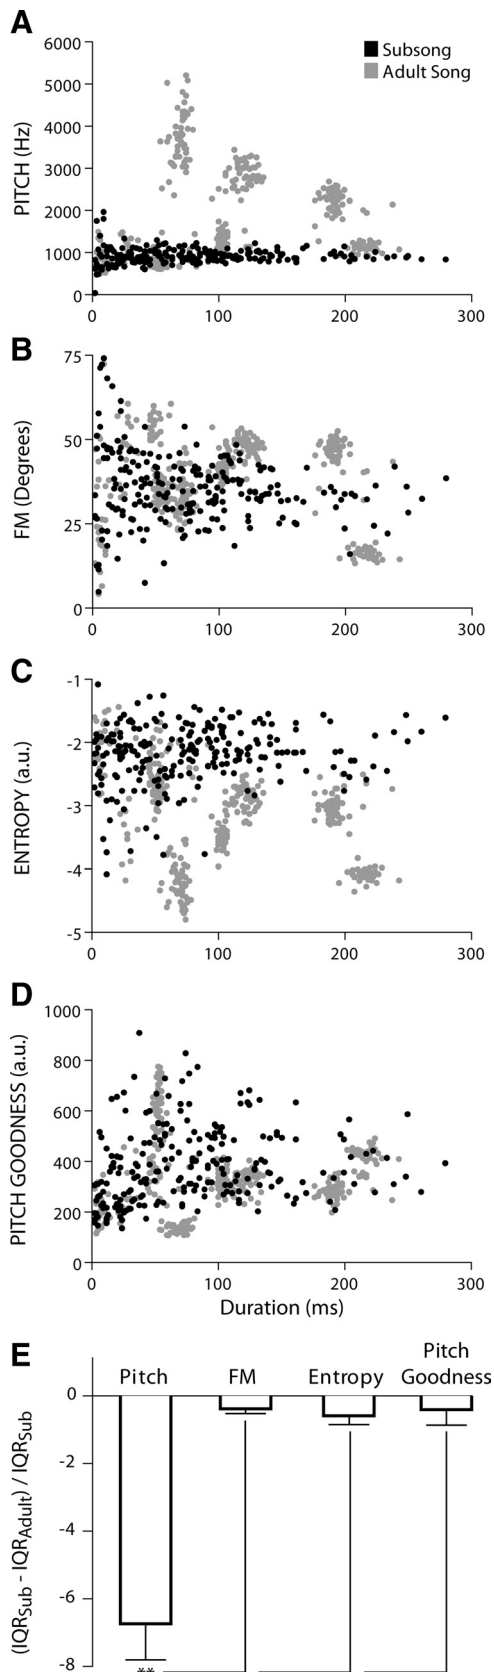 A
6000
5000
4000
3000
2000
1000
0
PITCH (Hz)
Subsong
Adult Song
0 100 200 300
B
75
50
25
0
FM (Degrees)
0 100 200 300
C
-1
-2
-3
-4
-5
ENTROPY (a.u.)
0 100 200 300
D
1000
800
600
400
200
0
PITCH GOODNESS (a.u.)
0 100 200 300
Duration (ms)
E
Pitch FM Entropy Pitch
Goodness
0
-2
-4
-6
-8
(IQRSub - IQRAdult) / IQRSub
**